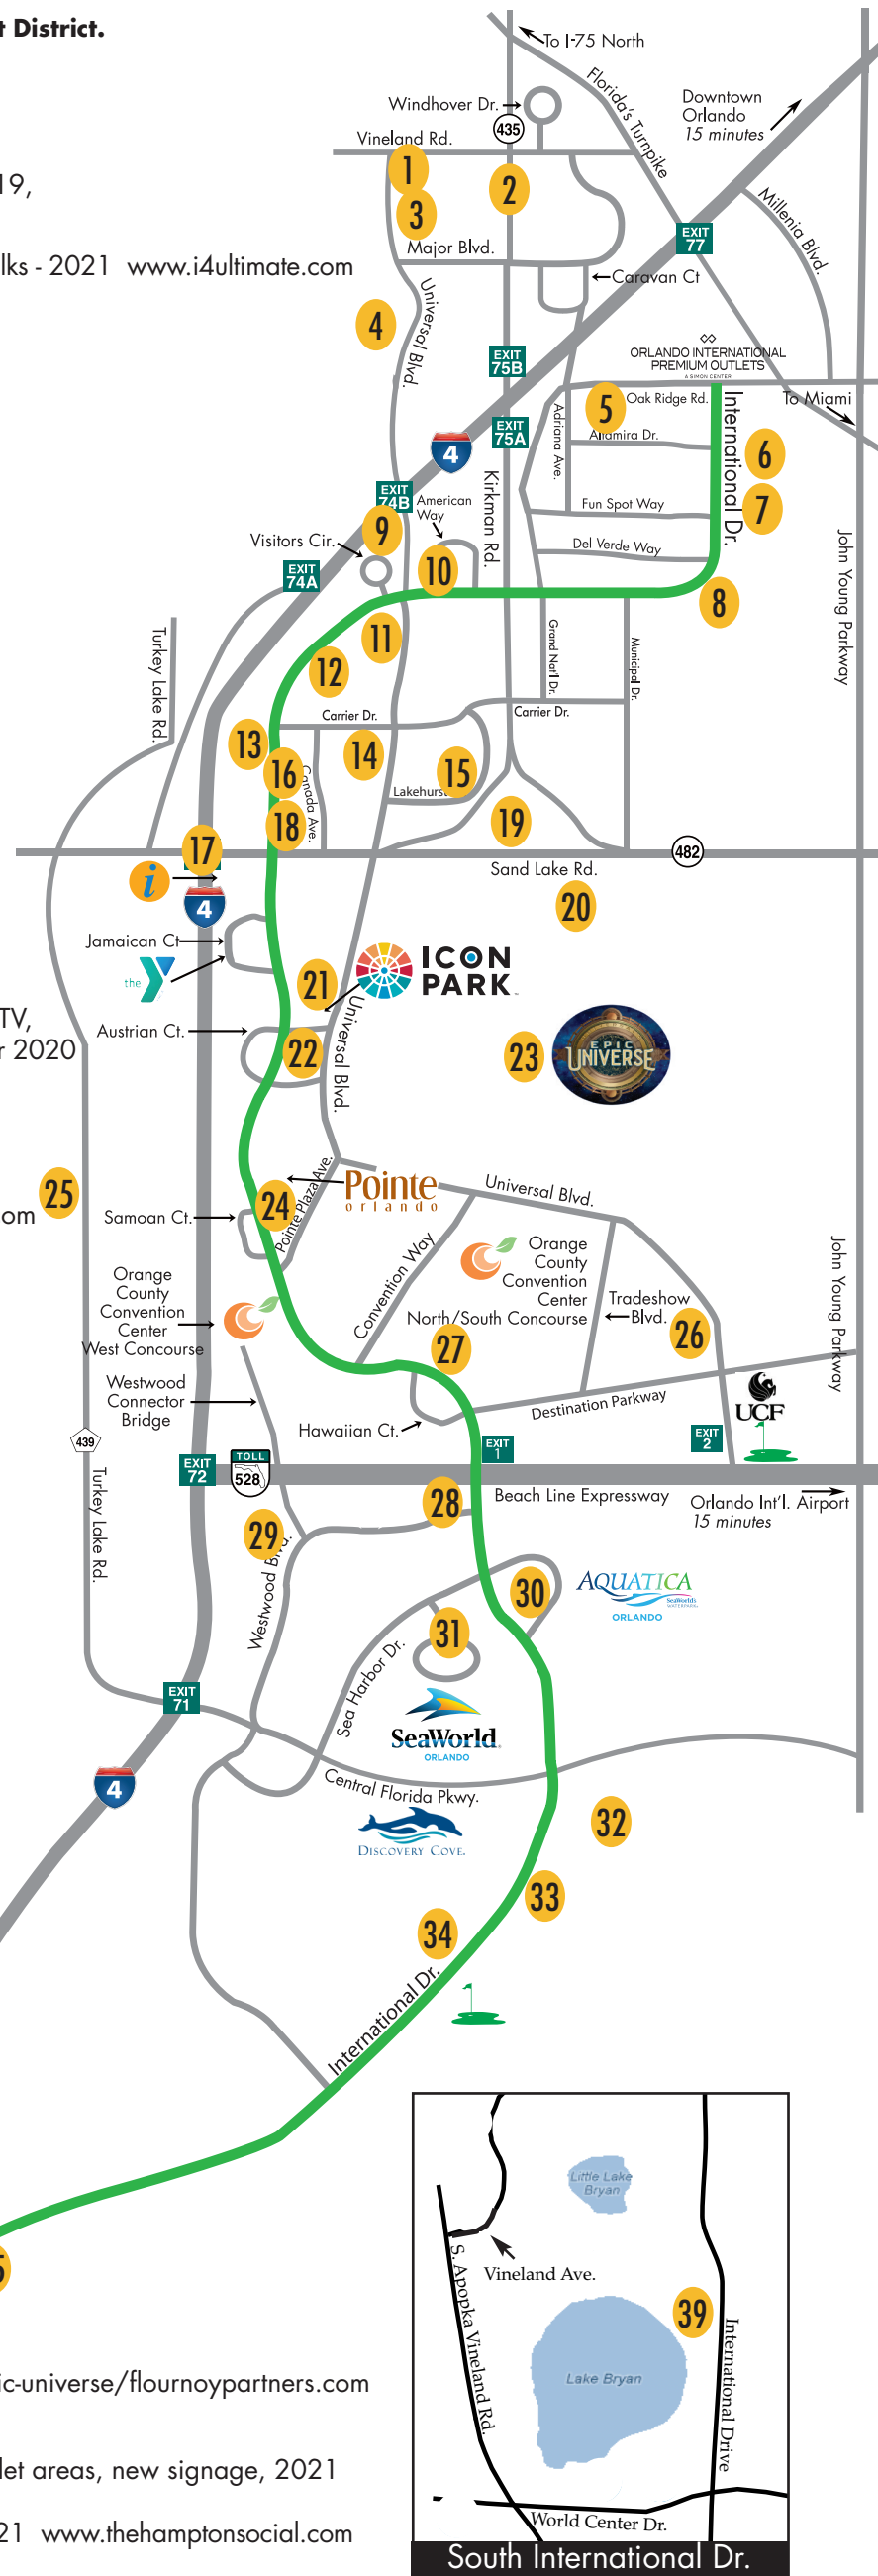 t District.
To I-75 North
Florida's Turnpike
Downtown
Orlando
15 minutes
Windhover Dr.
435
Vineland Rd.
1
2
3
19,
Millenia Blvd.
EXIT
77
Major Blvd.
lks - 2021 www.i4ultimate.com
Caravan Ct
Universal Blvd.
4
ORLANDO INTERNATIONAL
PREMIUM OUTLETS
A SIMON CENTER
EXIT
75B
Oak Ridge Rd.
To Miami
5
Adriana Ave.
International Dr.
EXIT
75A
Altamira Dr.
6
4
Kirkman Rd.
EXIT
74B
American
Way
Fun Spot Way
7
9
Visitors Cir.
Del Verde Way
John Young Parkway
EXIT
74A
10
8
11
Turkey Lake Rd.
Grand Nat'l Dr.
Municipal Dr.
12
Carrier Dr.
Carrier Dr.
13
14
16
Canada Ave.
15
Lakehurst
18
19
17
482
Sand Lake Rd.
i
4
20
Jamaican Ct
the Y
21
ICON
PARK
Universal Blvd.
TV,
Austrian Ct.
r 2020
22
23
EPIC
UNIVERSE
25
om
24
Pointe Plaza Ave.
Pointe
orlando
Universal Blvd.
Samoan Ct.
Convention Way
Orange
County
Convention
Center
North/South Concourse
Orange
County
Convention
Center
West Concourse
Tradeshow
Blvd.
26
John Young Parkway
27
Westwood
Connector
Bridge
Destination Parkway
UCF
Hawaiian Ct.
439
EXIT
1
EXIT
2
EXIT
72
TOLL
528
Turkey Lake Rd.
Beach Line Expressway
Orlando Int'l. Airport
15 minutes
28
29
Westwood Blvd.
30
AQUATICA
SeaWorld's
WATERPARK
ORLANDO
31
Sea Harbor Dr.
EXIT
71
SeaWorld
ORLANDO
4
Central Florida Pkwy.
DISCOVERY COVE.
32
33
34
International Dr.
Little Lake
Bryan
Vineland Ave.
S. Apopka Vineland Rd.
39
International Drive
Lake Bryan
ic-universe/flournoypartners.com
let areas, new signage, 2021
World Center Dr.
21 www.thehamptonsocial.com
South International Dr.